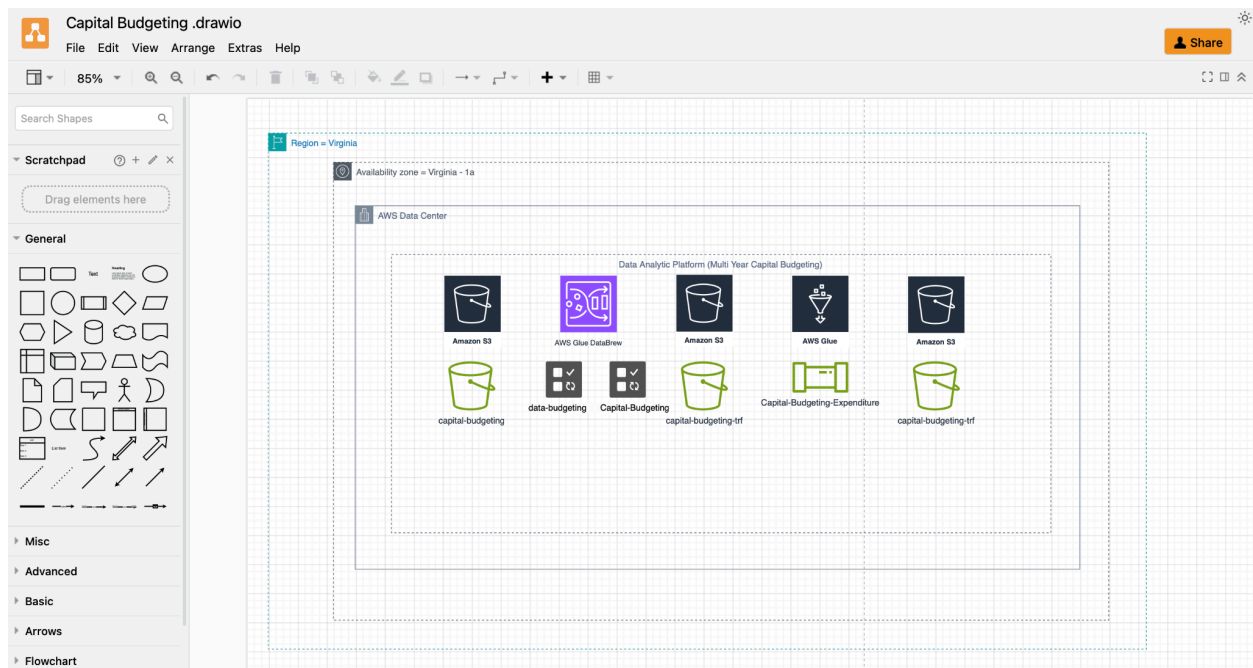 Capital Budgeting .drawio
File Edit View Arrange Extras Help
Share
85%
Search Shapes
Scratchpad
Drag elements here
General
Text
Heading
List Item
Misc
Advanced
Basic
Arrows
Flowchart
Region = Virginia
Availability zone = Virginia - 1a
AWS Data Center
Data Analytic Platform (Multi Year Capital Budgeting)
Amazon S3
AWS Glue DataBrew
Amazon S3
AWS Glue
Amazon S3
capital-budgeting
data-budgeting
Capital-Budgeting
capital-budgeting-trf
Capital-Budgeting-Expenditure
capital-budgeting-trf